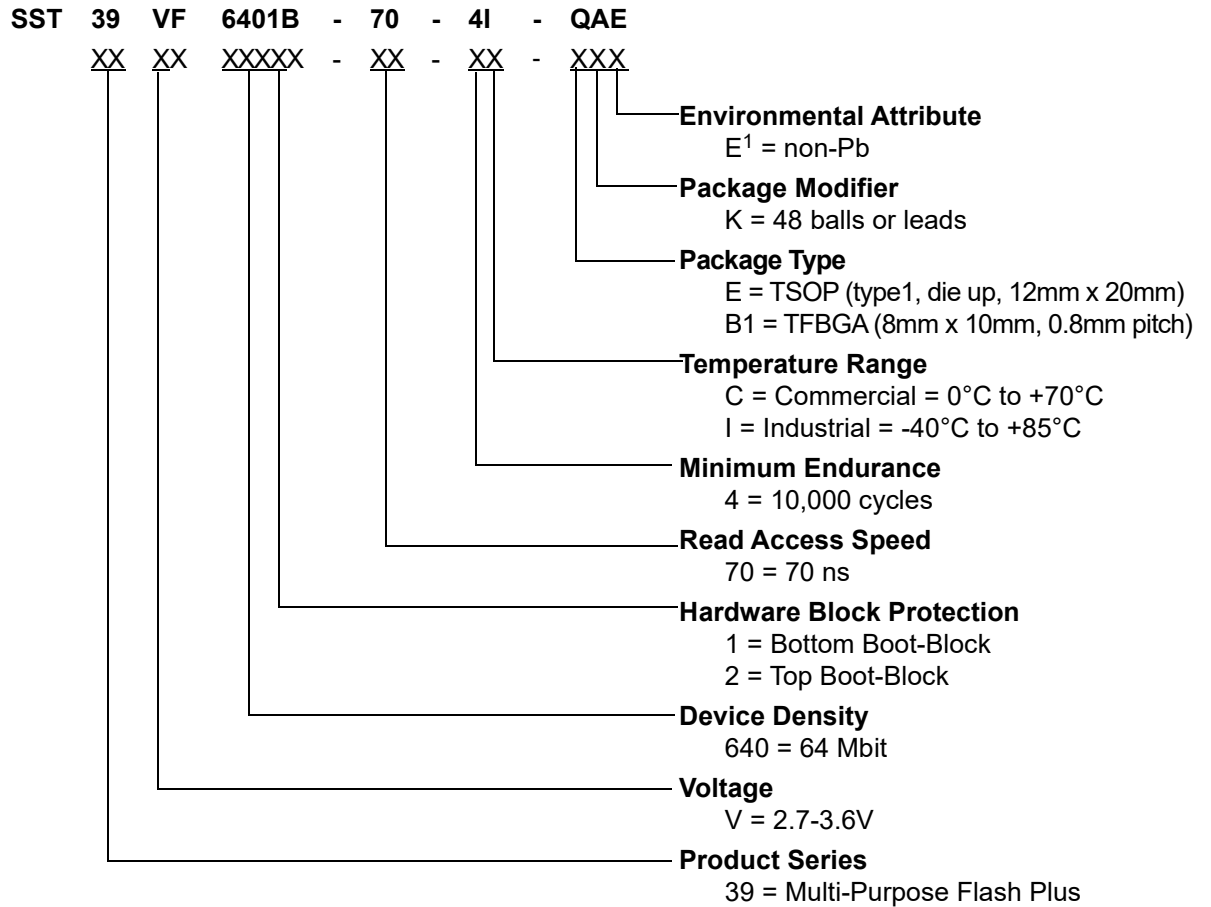 SST 39 VF 6401B - 70 - 4I - QAE
XX XX XXXXX - XX - XX - XXX
Environmental Attribute
E1 = non-Pb
Package Modifier
K = 48 balls or leads
Package Type
E = TSOP (type1, die up, 12mm x 20mm)
B1 = TFBGA (8mm x 10mm, 0.8mm pitch)
Temperature Range
C = Commercial = 0°C to +70°C
I = Industrial = -40°C to +85°C
Minimum Endurance
4 = 10,000 cycles
Read Access Speed
70 = 70 ns
Hardware Block Protection
1 = Bottom Boot-Block
2 = Top Boot-Block
Device Density
640 = 64 Mbit
Voltage
V = 2.7-3.6V
Product Series
39 = Multi-Purpose Flash Plus